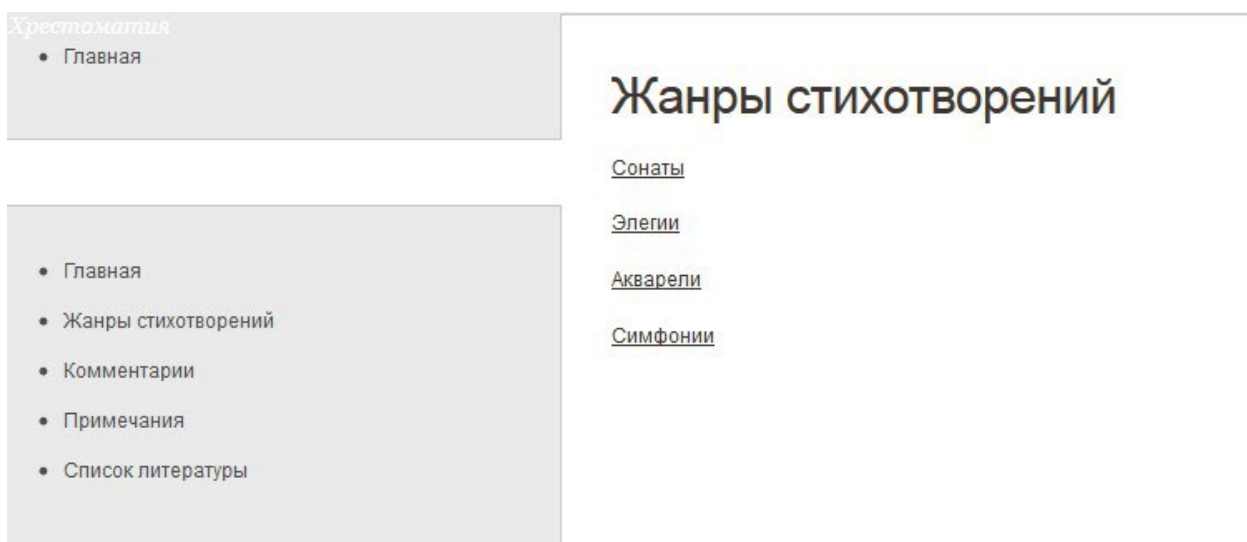 Хрестоматия
Главная
Главная
Жанры стихотворений
Комментарии
Примечания
Список литературы
Жанры стихотворений
Сонаты
Элегии
Акварели
Симфонии